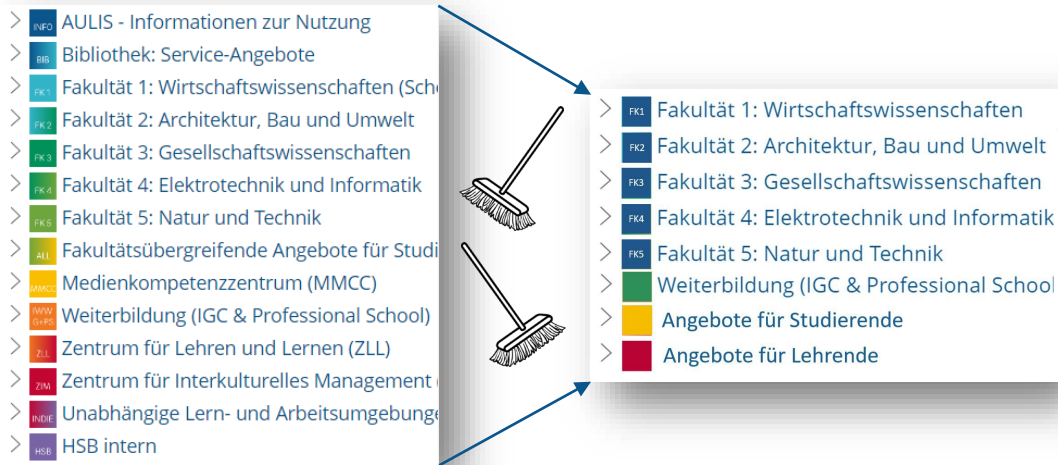 INFO AULIS - Informationen zur Nutzung
BIB Bibliothek: Service-Angebote
FK1 Fakultät 1: Wirtschaftswissenschaften (Sch
FK2 Fakultät 2: Architektur, Bau und Umwelt
FK3 Fakultät 3: Gesellschaftswissenschaften
FK4 Fakultät 4: Elektrotechnik und Informatik
FK5 Fakultät 5: Natur und Technik
ALL Fakultätsübergreifende Angebote für Studi
MMCC Medienkompetenzzentrum (MMCC)
IWW G+PS Weiterbildung (IGC & Professional School)
ZLL Zentrum für Lehren und Lernen (ZLL)
ZIM Zentrum für Interkulturelles Management (
INDIE Unabhängige Lern- und Arbeitsumgebunge
HSB HSB intern
FK1 Fakultät 1: Wirtschaftswissenschaften
FK2 Fakultät 2: Architektur, Bau und Umwelt
FK3 Fakultät 3: Gesellschaftswissenschaften
FK4 Fakultät 4: Elektrotechnik und Informatik
FK5 Fakultät 5: Natur und Technik
Weiterbildung (IGC & Professional School
Angebote für Studierende
Angebote für Lehrende